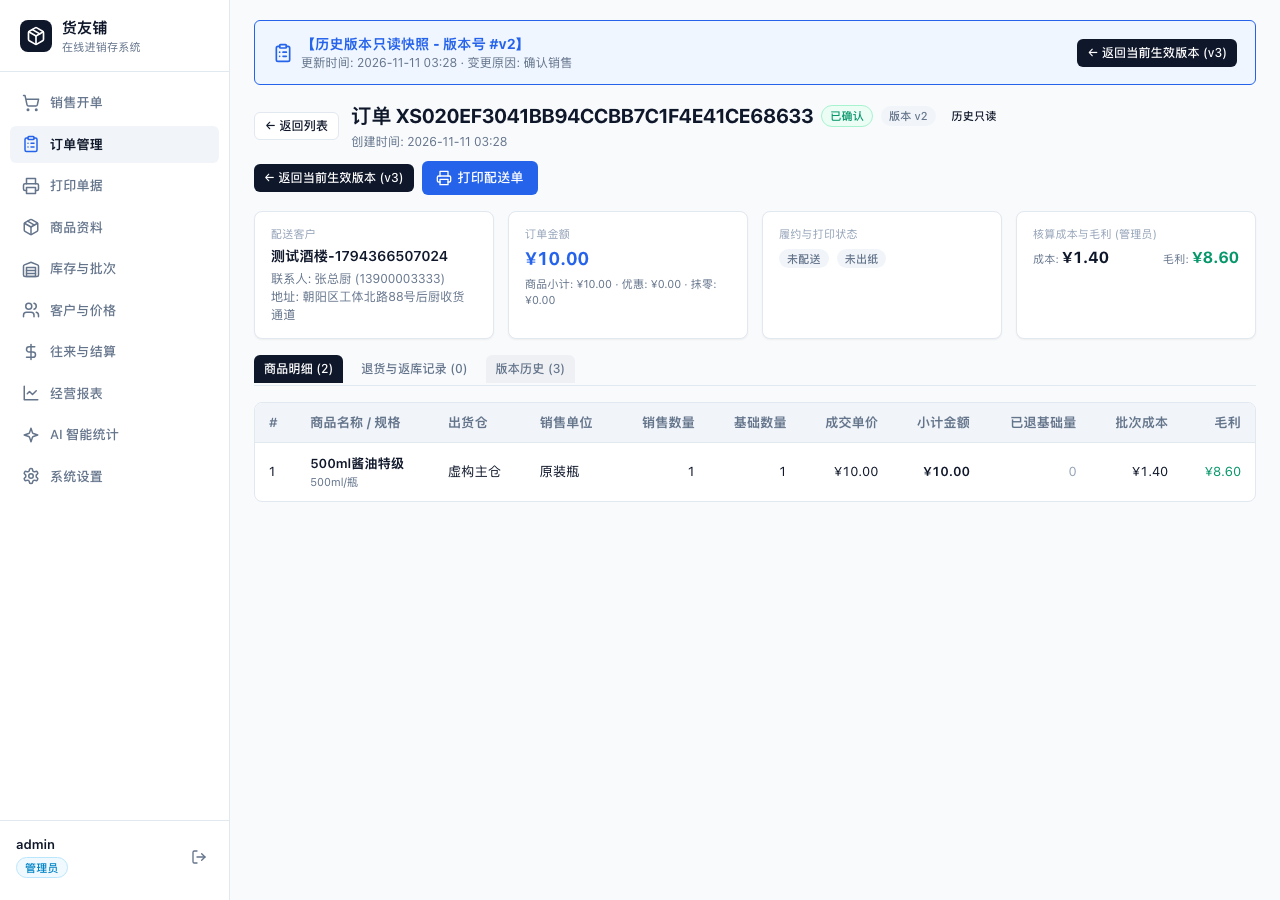 货友铺
在线进销存系统
销售开单
订单管理
打印单据
商品资料
库存与批次
客户与价格
往来与结算
经营报表
AI 智能统计
系统设置
admin
管理员
【历史版本只读快照 - 版本号 #v2】
更新时间: 2026-11-11 03:28 · 变更原因: 确认销售
← 返回当前生效版本 (v3)
← 返回列表
订单 XS020EF3041BB94CCBB7C1F4E41CE68633 已确认 版本 v2 历史只读
创建时间: 2026-11-11 03:28
← 返回当前生效版本 (v3) 打印配送单
配送客户
测试酒楼-1794366507024
联系人: 张总厨 (13900003333)
地址: 朝阳区工体北路88号后厨收货
通道
订单金额
¥10.00
商品小计: ¥10.00 · 优惠: ¥0.00 · 抹零:
¥0.00
履约与打印状态
未配送 未出纸
核算成本与毛利 (管理员)
成本: ¥1.40 毛利: ¥8.60
商品明细 (2) 退货与返库记录 (0) 版本历史 (3)
# 商品名称 / 规格 出货仓 销售单位 销售数量 基础数量 成交单价 小计金额 已退基础量 批次成本 毛利
1 500ml酱油特级 虚构主仓 原装瓶 1 1 ¥10.00 ¥10.00 0 ¥1.40 ¥8.60
500ml/瓶